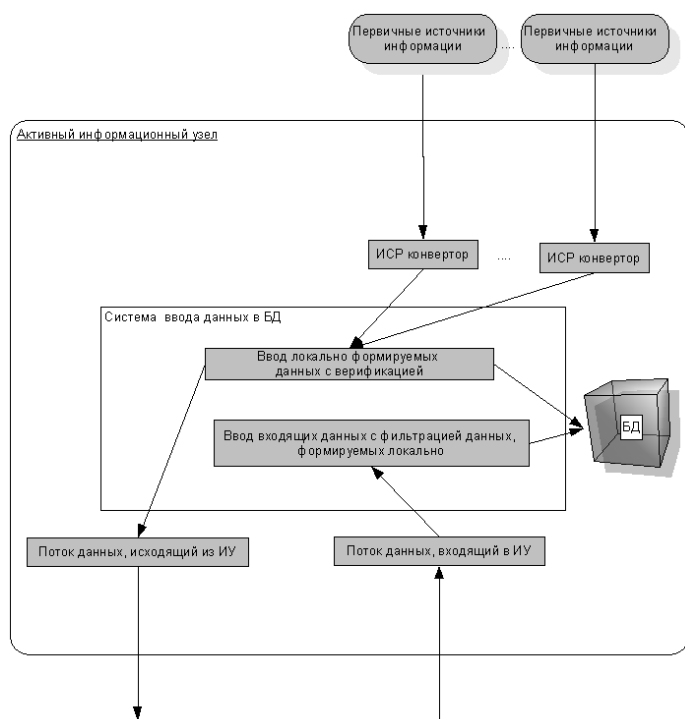 Первичные источники
информации
....
Первичные источники
информации
Активный информационный узел
ИСР конвертор
....
ИСР конвертор
Система ввода данных в БД
Ввод локально формируемых
данных с верификацией
Ввод входящих данных с фильтрацией данных,
формируемых локально
БД
Поток данных, исходящий из ИУ
Поток данных, входящий в ИУ